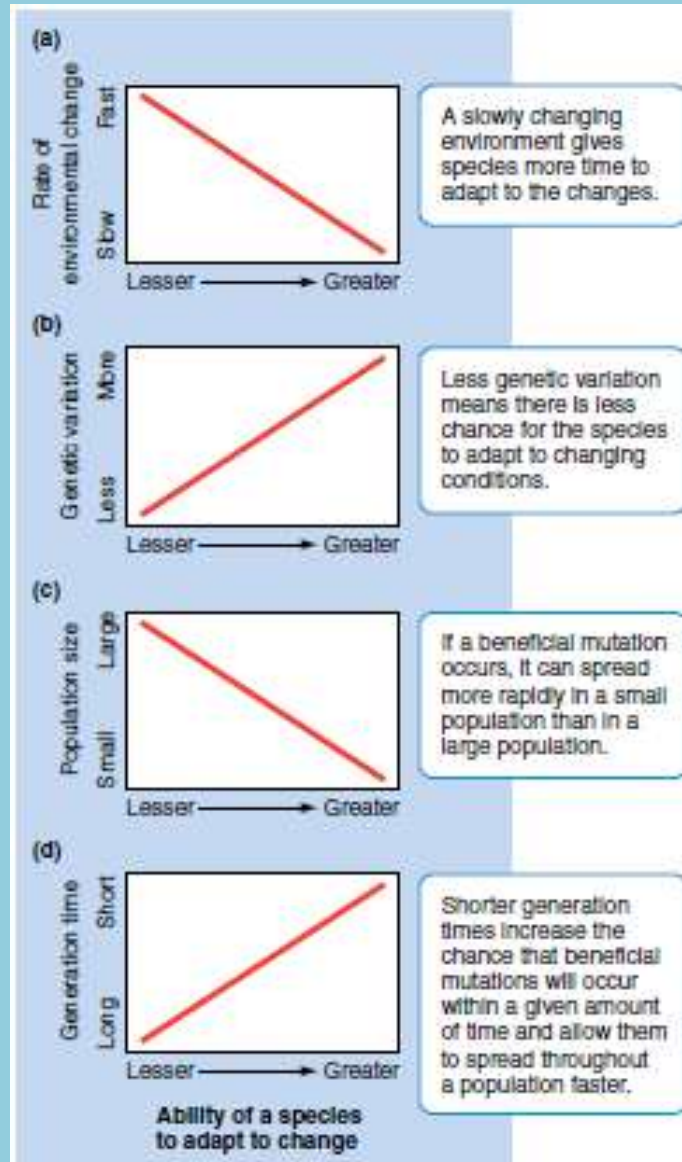 (a)
Rate of
environmental change
Slow
Fast
Lesser
Greater
A slowly changing
environment gives
species more time to
adapt to the changes.
(b)
Genetic variation
Less
More
Lesser
Greater
Less genetic variation
means there is less
chance for the species
to adapt to changing
conditions.
(c)
Population size
Small
Large
Lesser
Greater
If a beneficial mutation
occurs, it can spread
more rapidly in a small
population than in a
large population.
(d)
Generation time
Long
Short
Lesser
Greater
Shorter generation
times increase the
chance that beneficial
mutations will occur
within a given amount
of time and allow them
to spread throughout
a population faster.
Ability of a species
to adapt to change